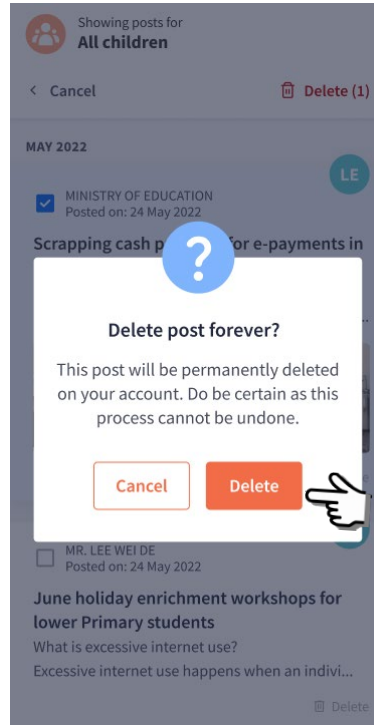 Showing posts for
All children
< Cancel
Delete (1)
MAY 2022
LE
MINISTRY OF EDUCATION
Posted on: 24 May 2022
Scrapping cash p for e-payments in
?
Delete post forever?
This post will be permanently deleted
on your account. Do be certain as this
process cannot be undone.
Cancel
Delete
MR. LEE WEI DE
Posted on: 24 May 2022
June holiday enrichment workshops for
lower Primary students
What is excessive internet use?
Excessive internet use happens when an indivi...
Delete